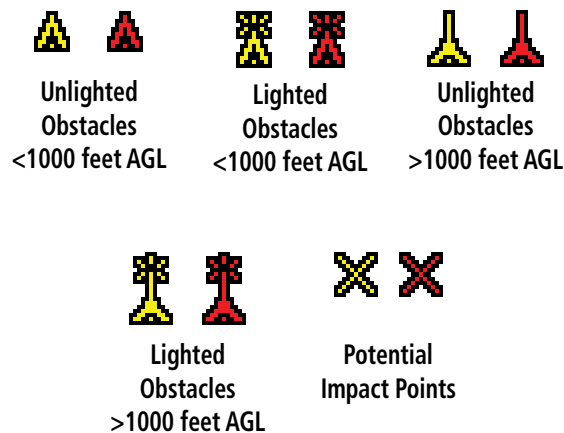 Unlighted
Obstacles
<1000 feet AGL
Lighted
Obstacles
<1000 feet AGL
Unlighted
Obstacles
>1000 feet AGL
Lighted
Obstacles
>1000 feet AGL
Potential
Impact Points